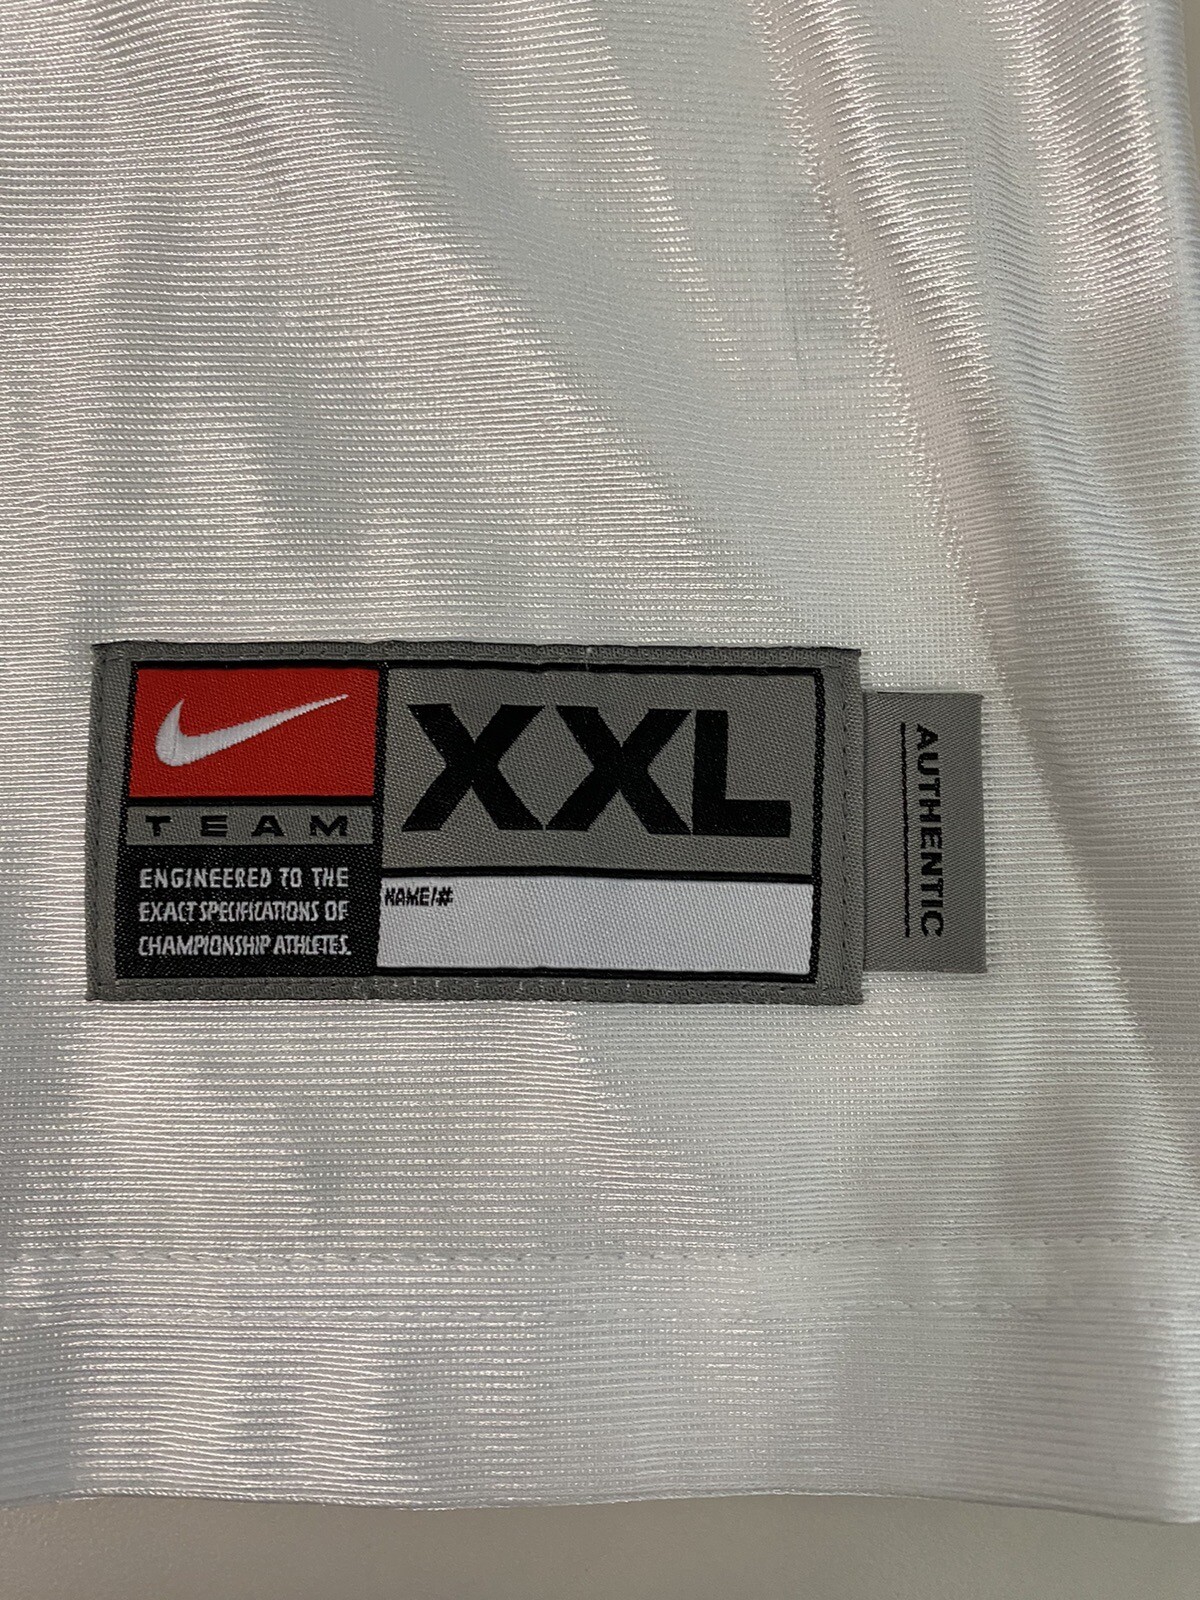 TEAM
ENGINEERED TO THE
EXACT SPECIFICATIONS OF
CHAMPIONSHIP ATHLETES.
XXL
NAME/#
AUTHENTIC